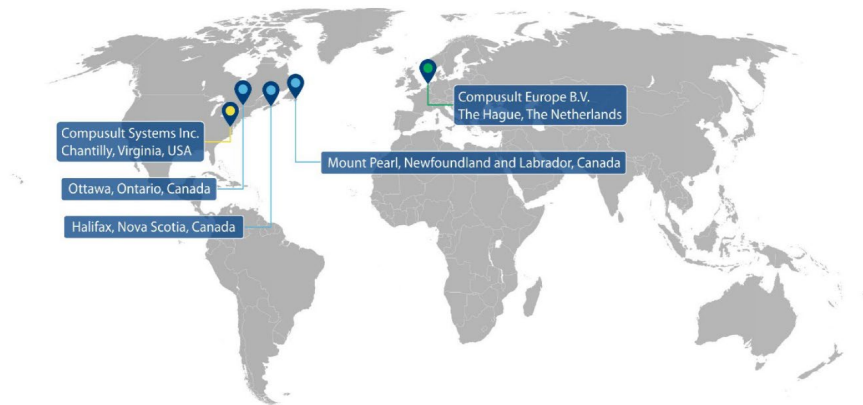 Compusult Europe B.V.
The Hague, The Netherlands
Compusult Systems Inc.
Chantilly, Virginia, USA
Mount Pearl, Newfoundland and Labrador, Canada
Ottawa, Ontario, Canada
Halifax, Nova Scotia, Canada